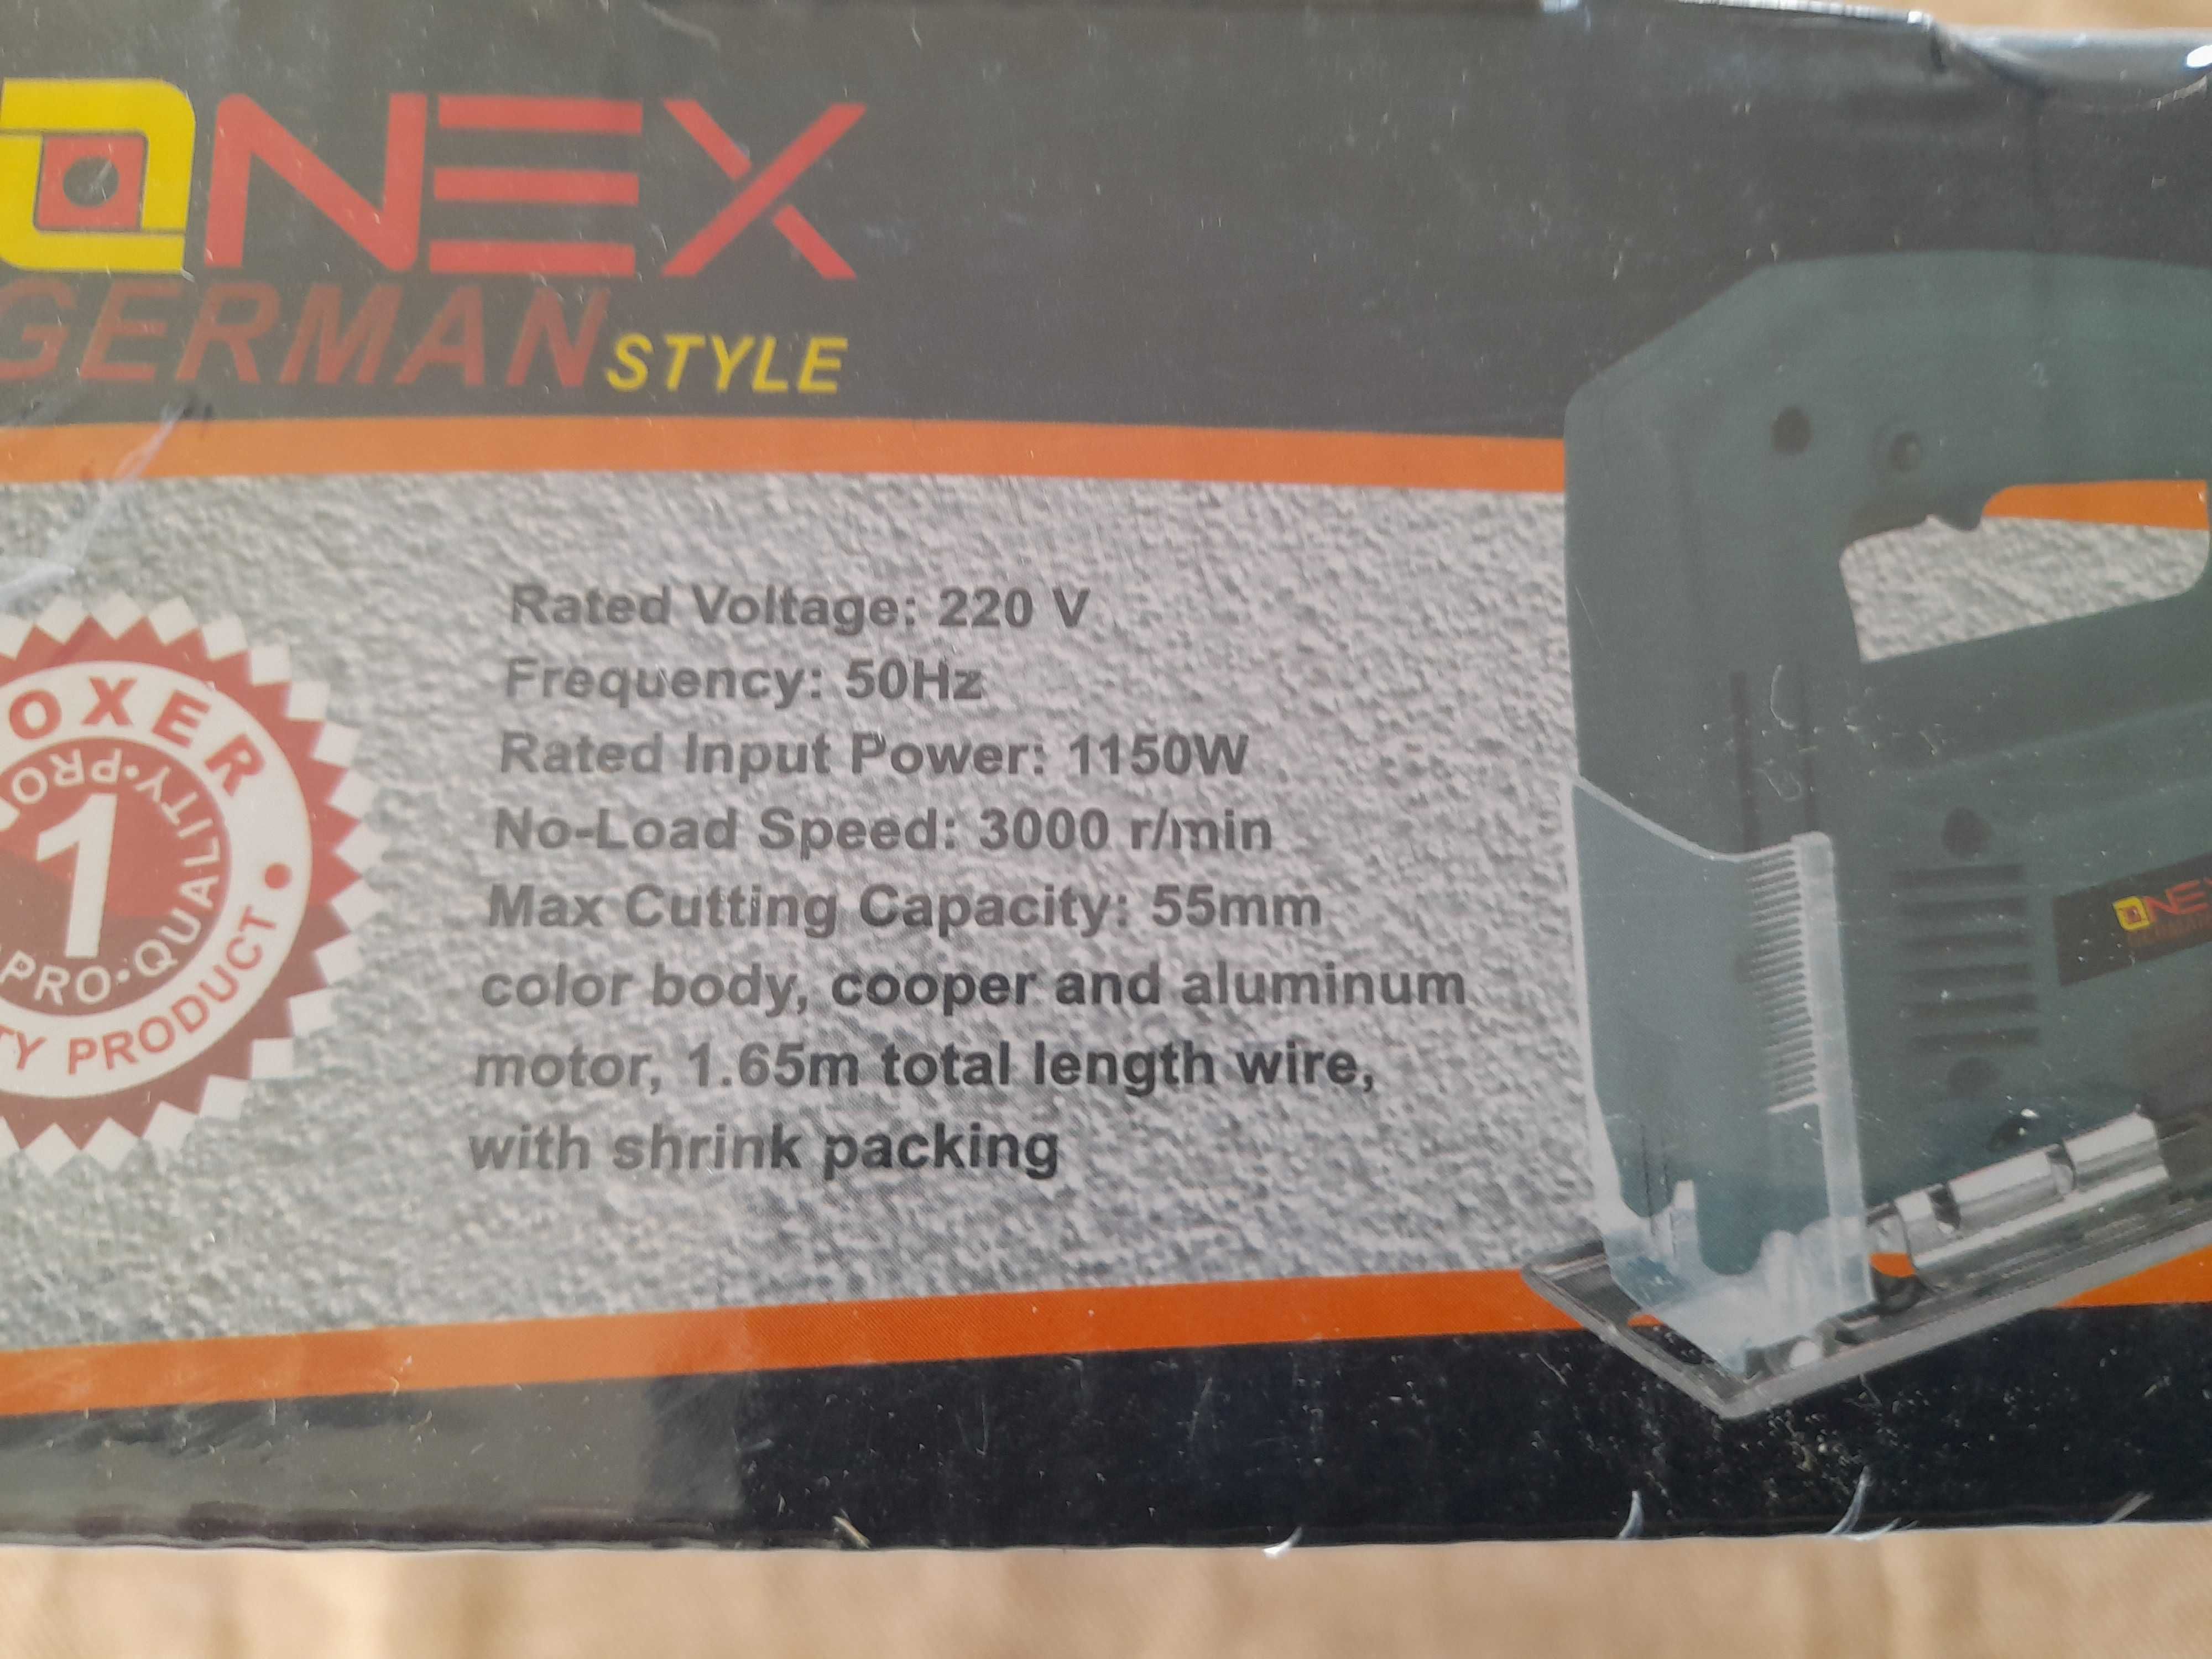 ONEX
GERMAN STYLE
Rated Voltage: 220 V
Frequency: 50Hz
Rated Input Power: 1150W
No-Load Speed: 3000 r/min
Max Cutting Capacity: 55mm
color body, cooper and aluminum
motor, 1.65m total length wire,
with shrink packing
OXER
PRO•QUALITY•PRO
1
TY PRODUCT
ONEX